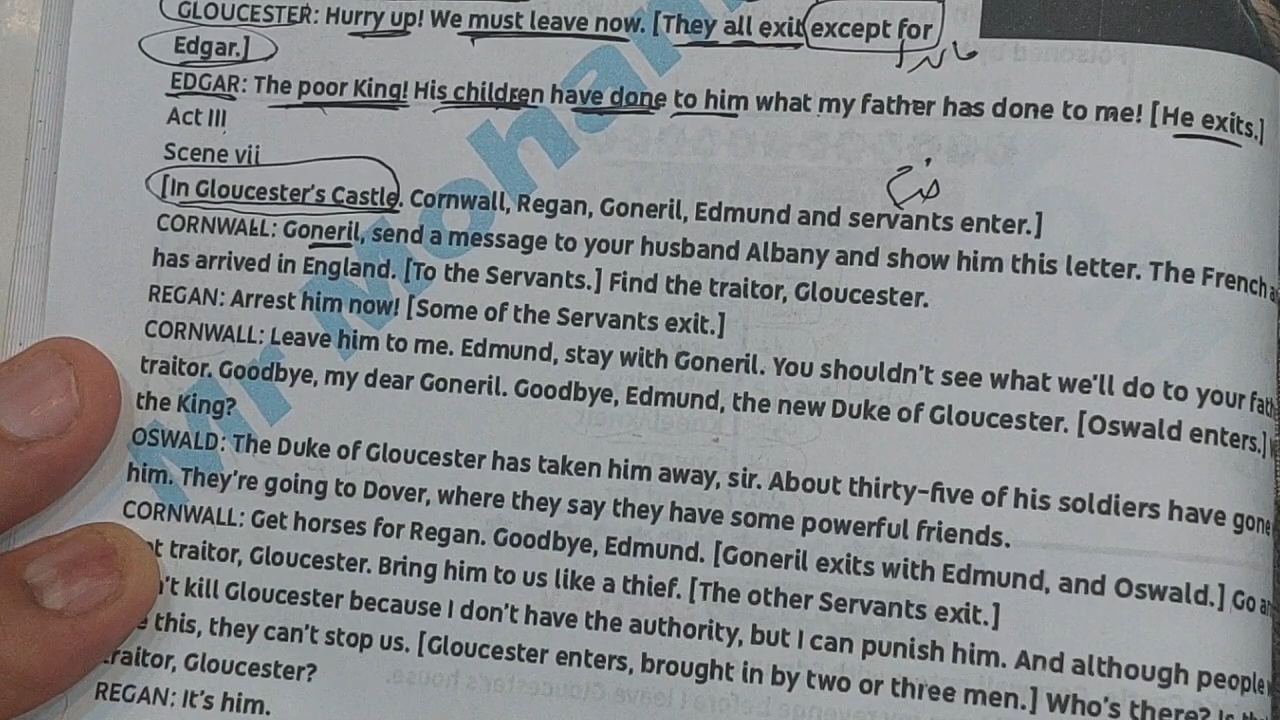 GLOUCESTER: Hurry up! We must leave now. [They all exit except for
Edgar.]
EDGAR: The poor King! His children have done to him what my father has done to me! [He exits.]
Act III
Scene vii
[In Gloucester's Castle. Cornwall, Regan, Goneril, Edmund and servants enter.]
CORNWALL: Goneril, send a message to your husband Albany and show him this letter. The French
has arrived in England. [To the Servants.] Find the traitor, Gloucester.
REGAN: Arrest him now! [Some of the Servants exit.]
CORNWALL: Leave him to me. Edmund, stay with Goneril. You shouldn't see what we'll do to your
traitor. Goodbye, my dear Goneril. Goodbye, Edmund, the new Duke of Gloucester. [Oswald enters.]
the King?
OSWALD: The Duke of Gloucester has taken him away, sir. About thirty-five of his soldiers have gone
him. They're going to Dover, where they say they have some powerful friends.
CORNWALL: Get horses for Regan. Goodbye, Edmund. [Goneril exits with Edmund, and Oswald.] Go
traitor, Gloucester. Bring him to us like a thief. [The other Servants exit.]
kill Gloucester because I don't have the authority, but I can punish him. And although people
this, they can't stop us. [Gloucester enters, brought in by two or three men.] Who's there?
traitor, Gloucester?
REGAN: It's him.
Mr Moham